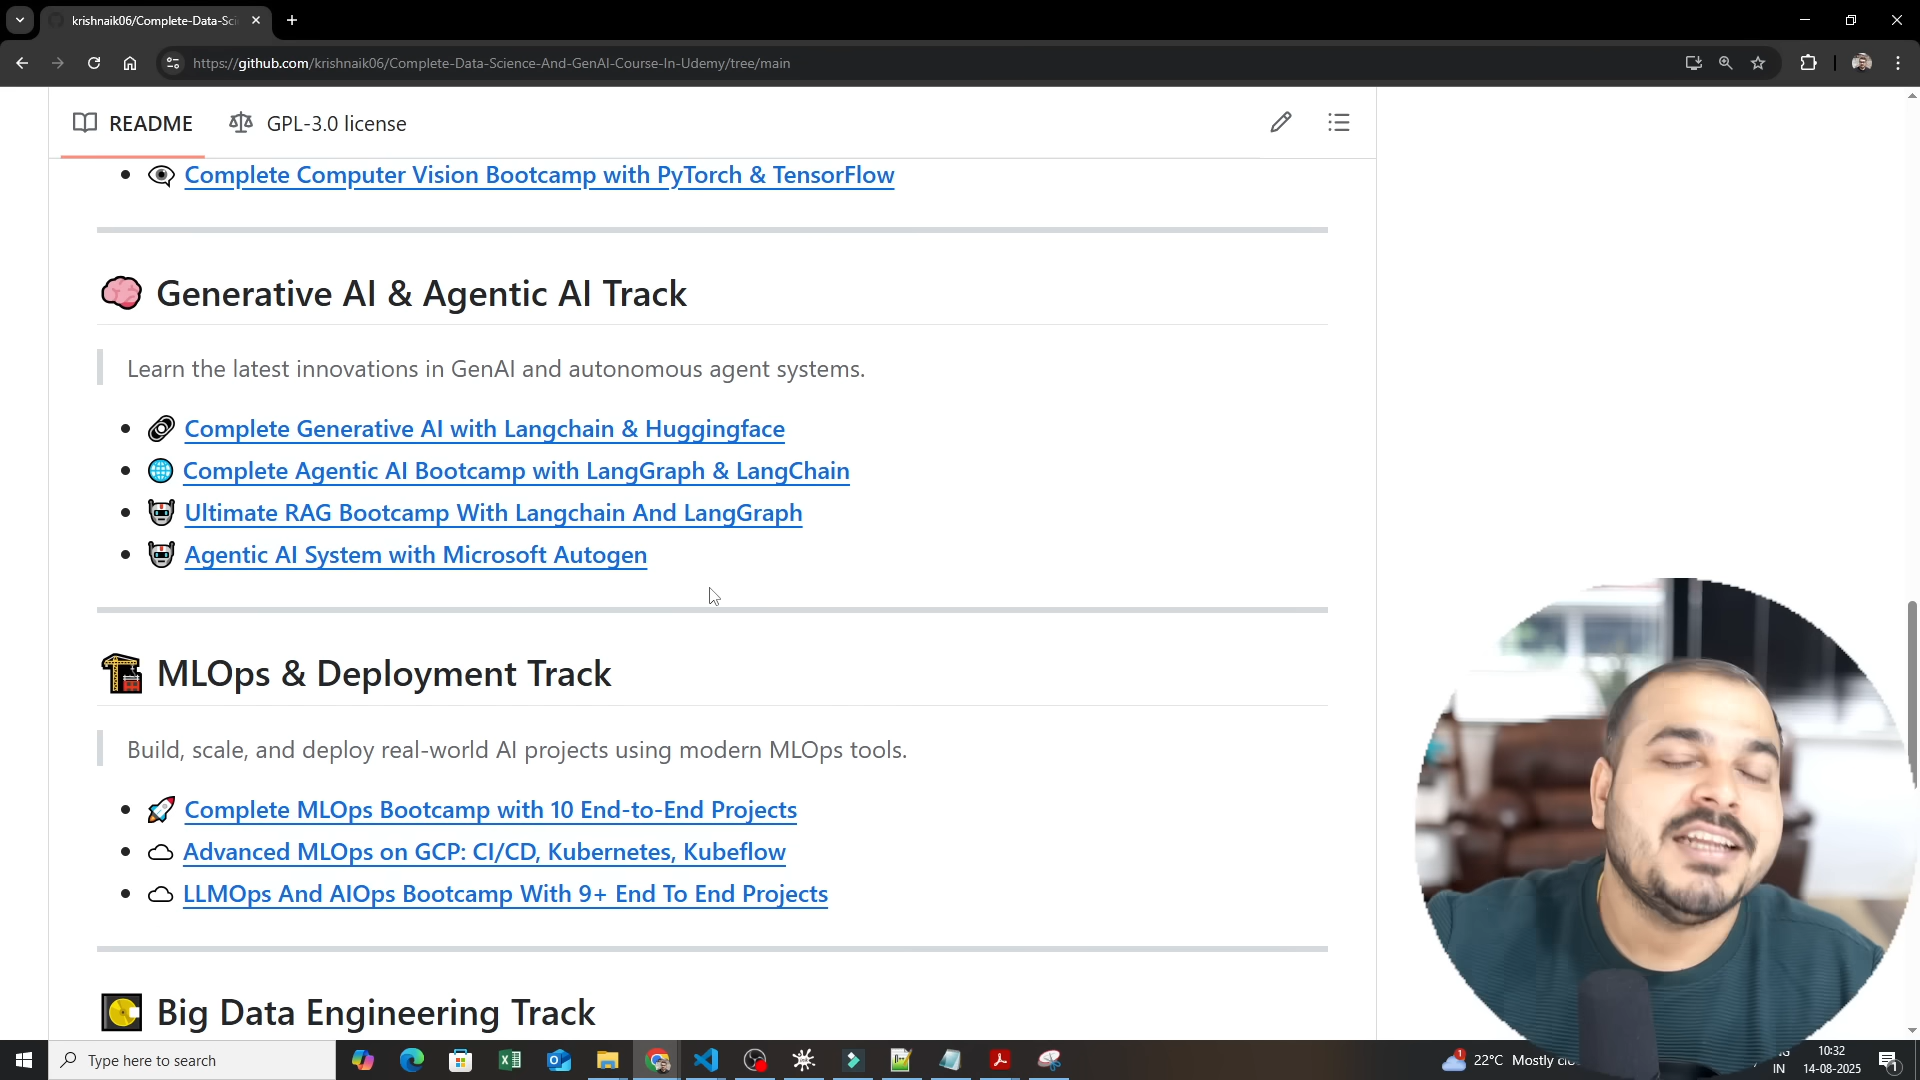 krishnaik06/Complete-Data-Sci
https://github.com/krishnaik06/Complete-Data-Science-And-GenAI-Course-In-Udemy/tree/main
README
GPL-3.0 license
Complete Computer Vision Bootcamp with PyTorch & TensorFlow
Generative AI & Agentic AI Track
Learn the latest innovations in GenAI and autonomous agent systems.
Complete Generative AI with Langchain & Huggingface
Complete Agentic AI Bootcamp with LangGraph & LangChain
Ultimate RAG Bootcamp With Langchain And LangGraph
Agentic AI System with Microsoft Autogen
MLOps & Deployment Track
Build, scale, and deploy real-world AI projects using modern MLOps tools.
Complete MLOps Bootcamp with 10 End-to-End Projects
Advanced MLOps on GCP: CI/CD, Kubernetes, Kubeflow
LLMOps And AIOps Bootcamp With 9+ End To End Projects
Big Data Engineering Track
Type here to search
1
22°C Mostly
IN
10:32
14-08-2025
1